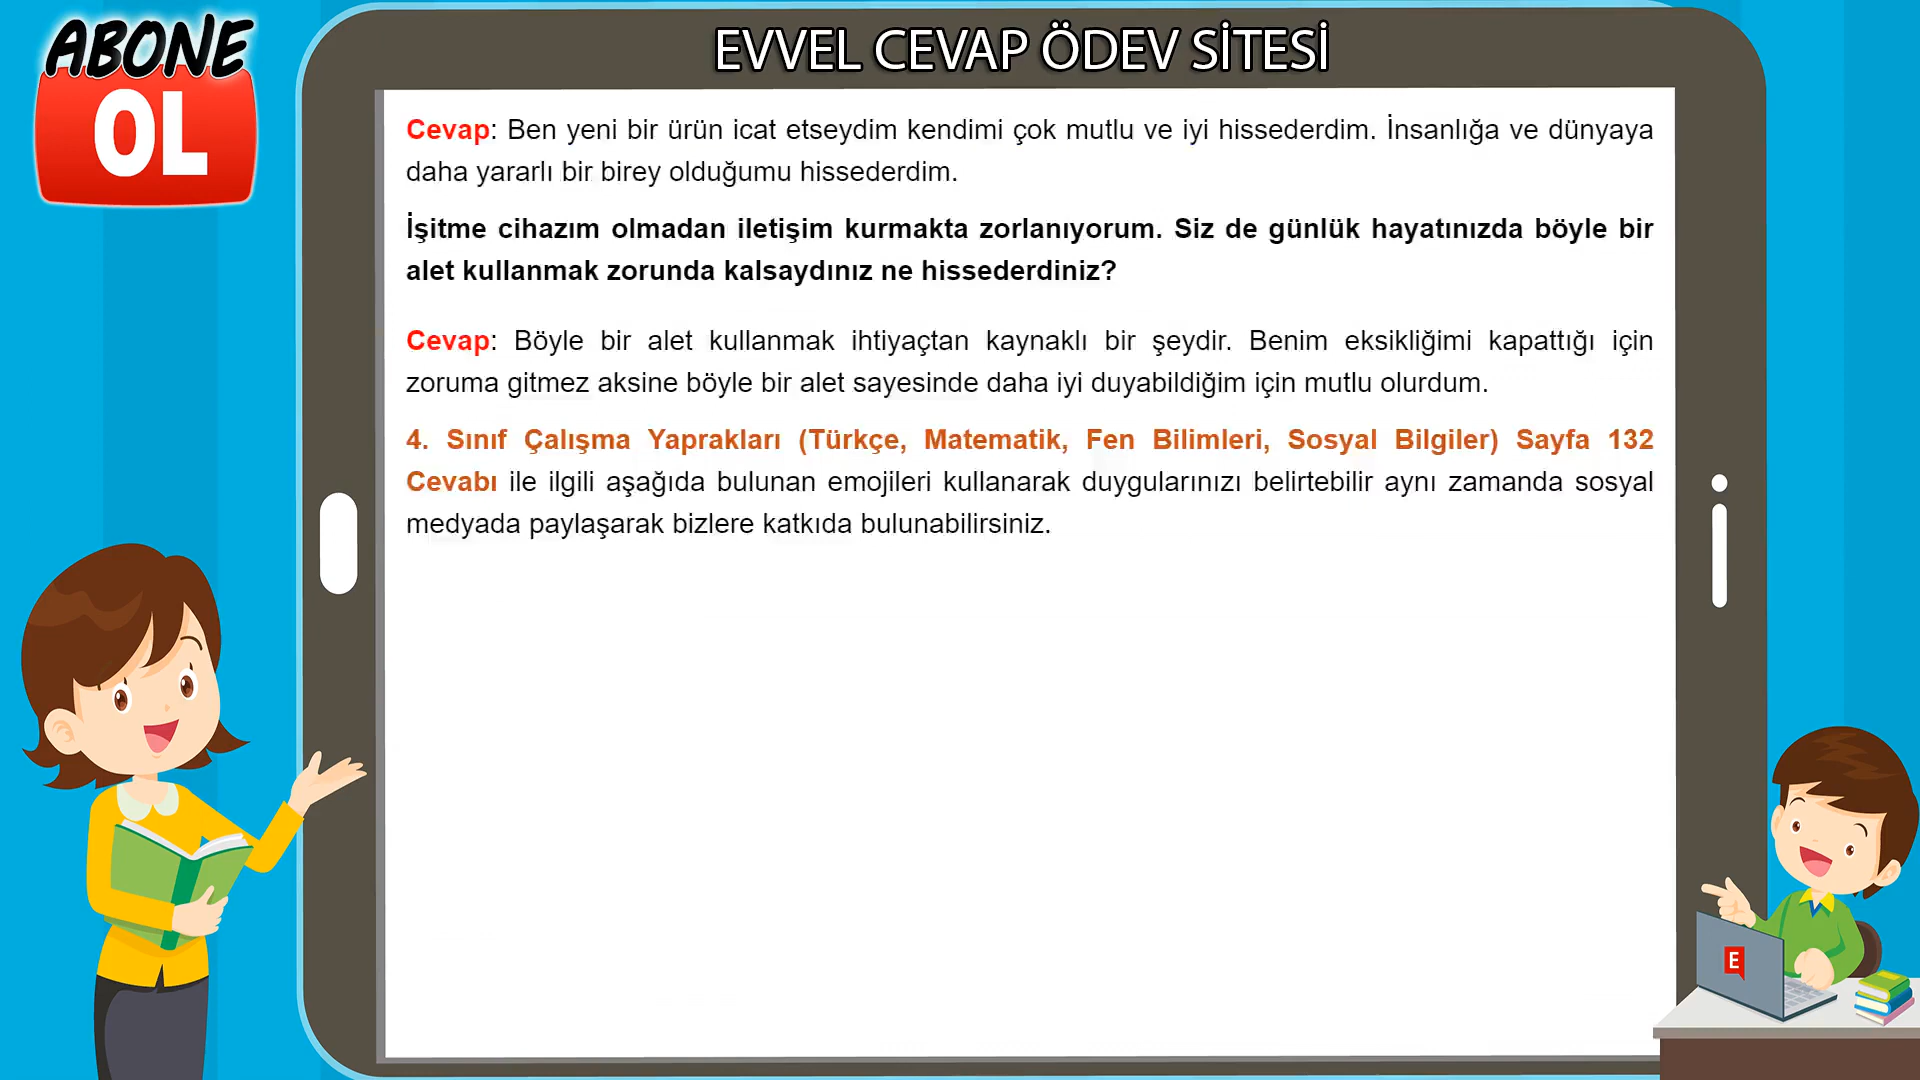 ABONE
OL
EVVEL CEVAP ÖDEV SİTESİ
Cevap: Ben yeni bir ürün icat etseydim kendimi çok mutlu ve iyi hissederdim. İnsanlığa ve dünyaya
daha yararlı bir birey olduğumu hissederdim.
İşitme cihazım olmadan iletişim kurmakta zorlanıyorum. Siz de günlük hayatınızda böyle bir
alet kullanmak zorunda kalsaydınız ne hissederdiniz?
Cevap: Böyle bir alet kullanmak ihtiyaçtan kaynaklı bir şeydir. Benim eksikliğimi kapattığı için
zoruma gitmez aksine böyle bir alet sayesinde daha iyi duyabildiğim için mutlu olurdum.
4. Sınıf Çalışma Yaprakları (Türkçe, Matematik, Fen Bilimleri, Sosyal Bilgiler) Sayfa 132
Cevabı ile ilgili aşağıda bulunan emojileri kullanarak duygularınızı belirtebilir aynı zamanda sosyal
medyada paylaşarak bizlere katkıda bulunabilirsiniz.
E